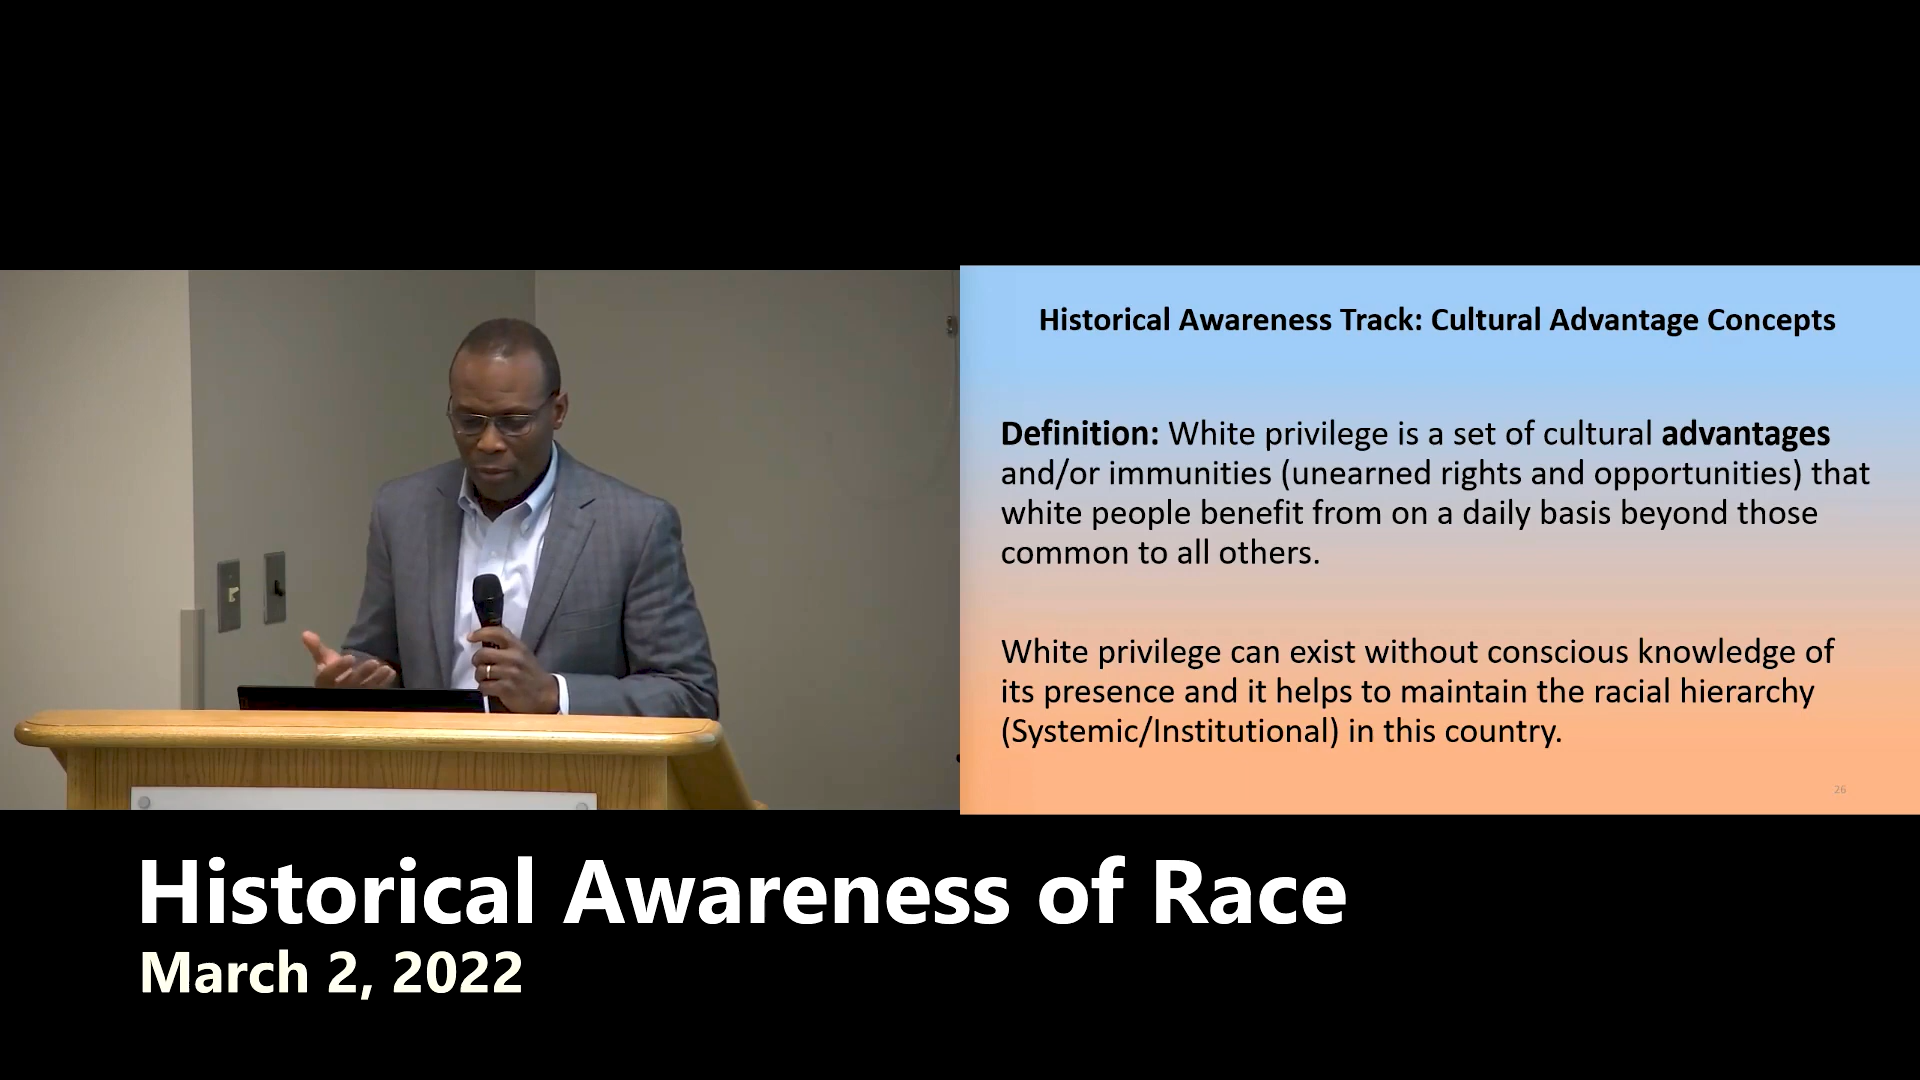 Historical Awareness Track: Cultural Advantage Concepts
Definition: White privilege is a set of cultural advantages
and/or immunities (unearned rights and opportunities) that
white people benefit from on a daily basis beyond those
common to all others.
White privilege can exist without conscious knowledge of
its presence and it helps to maintain the racial hierarchy
(Systemic/Institutional) in this country.
26
Historical Awareness of Race
March 2, 2022